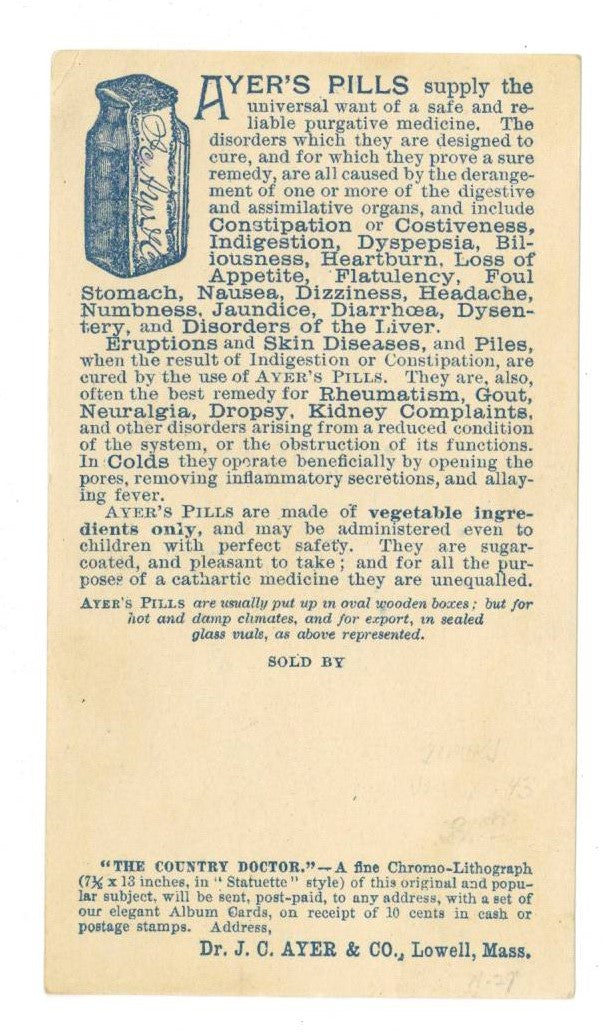 AYER'S PILLS supply the
universal want of a safe and re-
liable purgative medicine. The
disorders which they are designed to
cure, and for which they prove a sure
remedy, are all caused by the derange-
ment of one or more of the digestive
and assimilative organs, and include
Constipation or Costiveness,
Indigestion, Dyspepsia, Bil-
iousness, Heartburn, Loss of
Appetite, Flatulency, Foul
Stomach, Nausea, Dizziness, Headache,
Numbness, Jaundice, Diarrhœa, Dysen-
tery, and Disorders of the Liver.
Eruptions and Skin Diseases, and Piles,
when the result of Indigestion or Constipation, are
cured by the use of AYER'S PILLS. They are, also,
often the best remedy for Rheumatism, Gout,
Neuralgia, Dropsy, Kidney Complaints,
and other disorders arising from a reduced condition
of the system, or the obstruction of its functions.
In Colds they operate beneficially by opening the
pores, removing inflammatory secretions, and allay-
ing fever.
AYER'S PILLS are made of vegetable ingre-
dients only, and may be administered even to
children with perfect safety. They are sugar-
coated, and pleasant to take; and for all the pur-
poses of a cathartic medicine they are unequalled.
AYER'S PILLS are usually put up in oval wooden boxes; but for
hot and damp climates, and for export, in sealed
glass vials, as above represented.
SOLD BY
"THE COUNTRY DOCTOR."—A fine Chromo-Lithograph
(7½ x 13 inches, in "Statuette" style) of this original and popu-
lar subject, will be sent, post-paid, to any address, with a set of
our elegant Album Cards, on receipt of 10 cents in cash or
postage stamps. Address,
Dr. J. C. AYER & CO., Lowell, Mass.